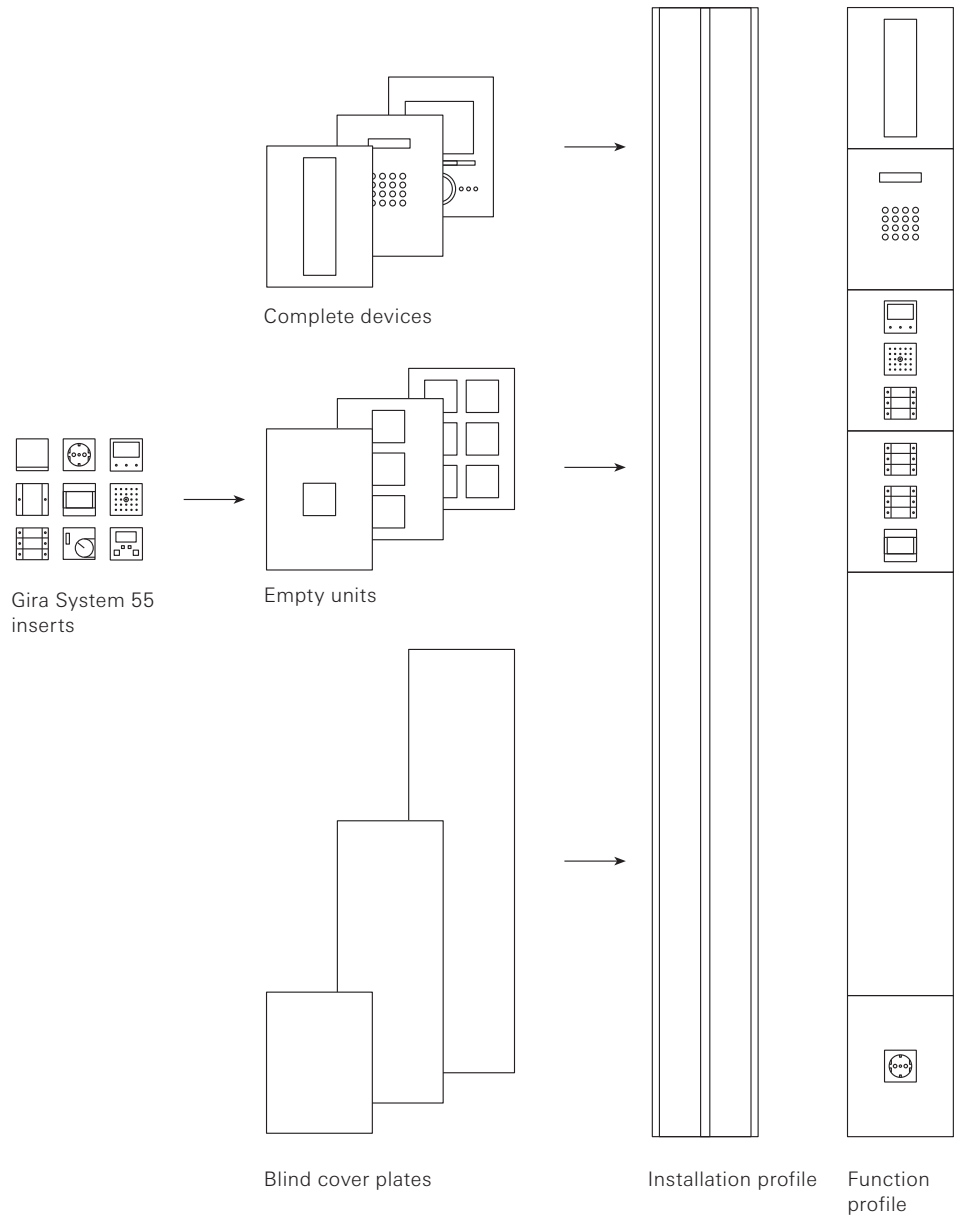 Complete devices
Gira System 55
inserts
Empty units
Blind cover plates
Installation profile
Function
profile